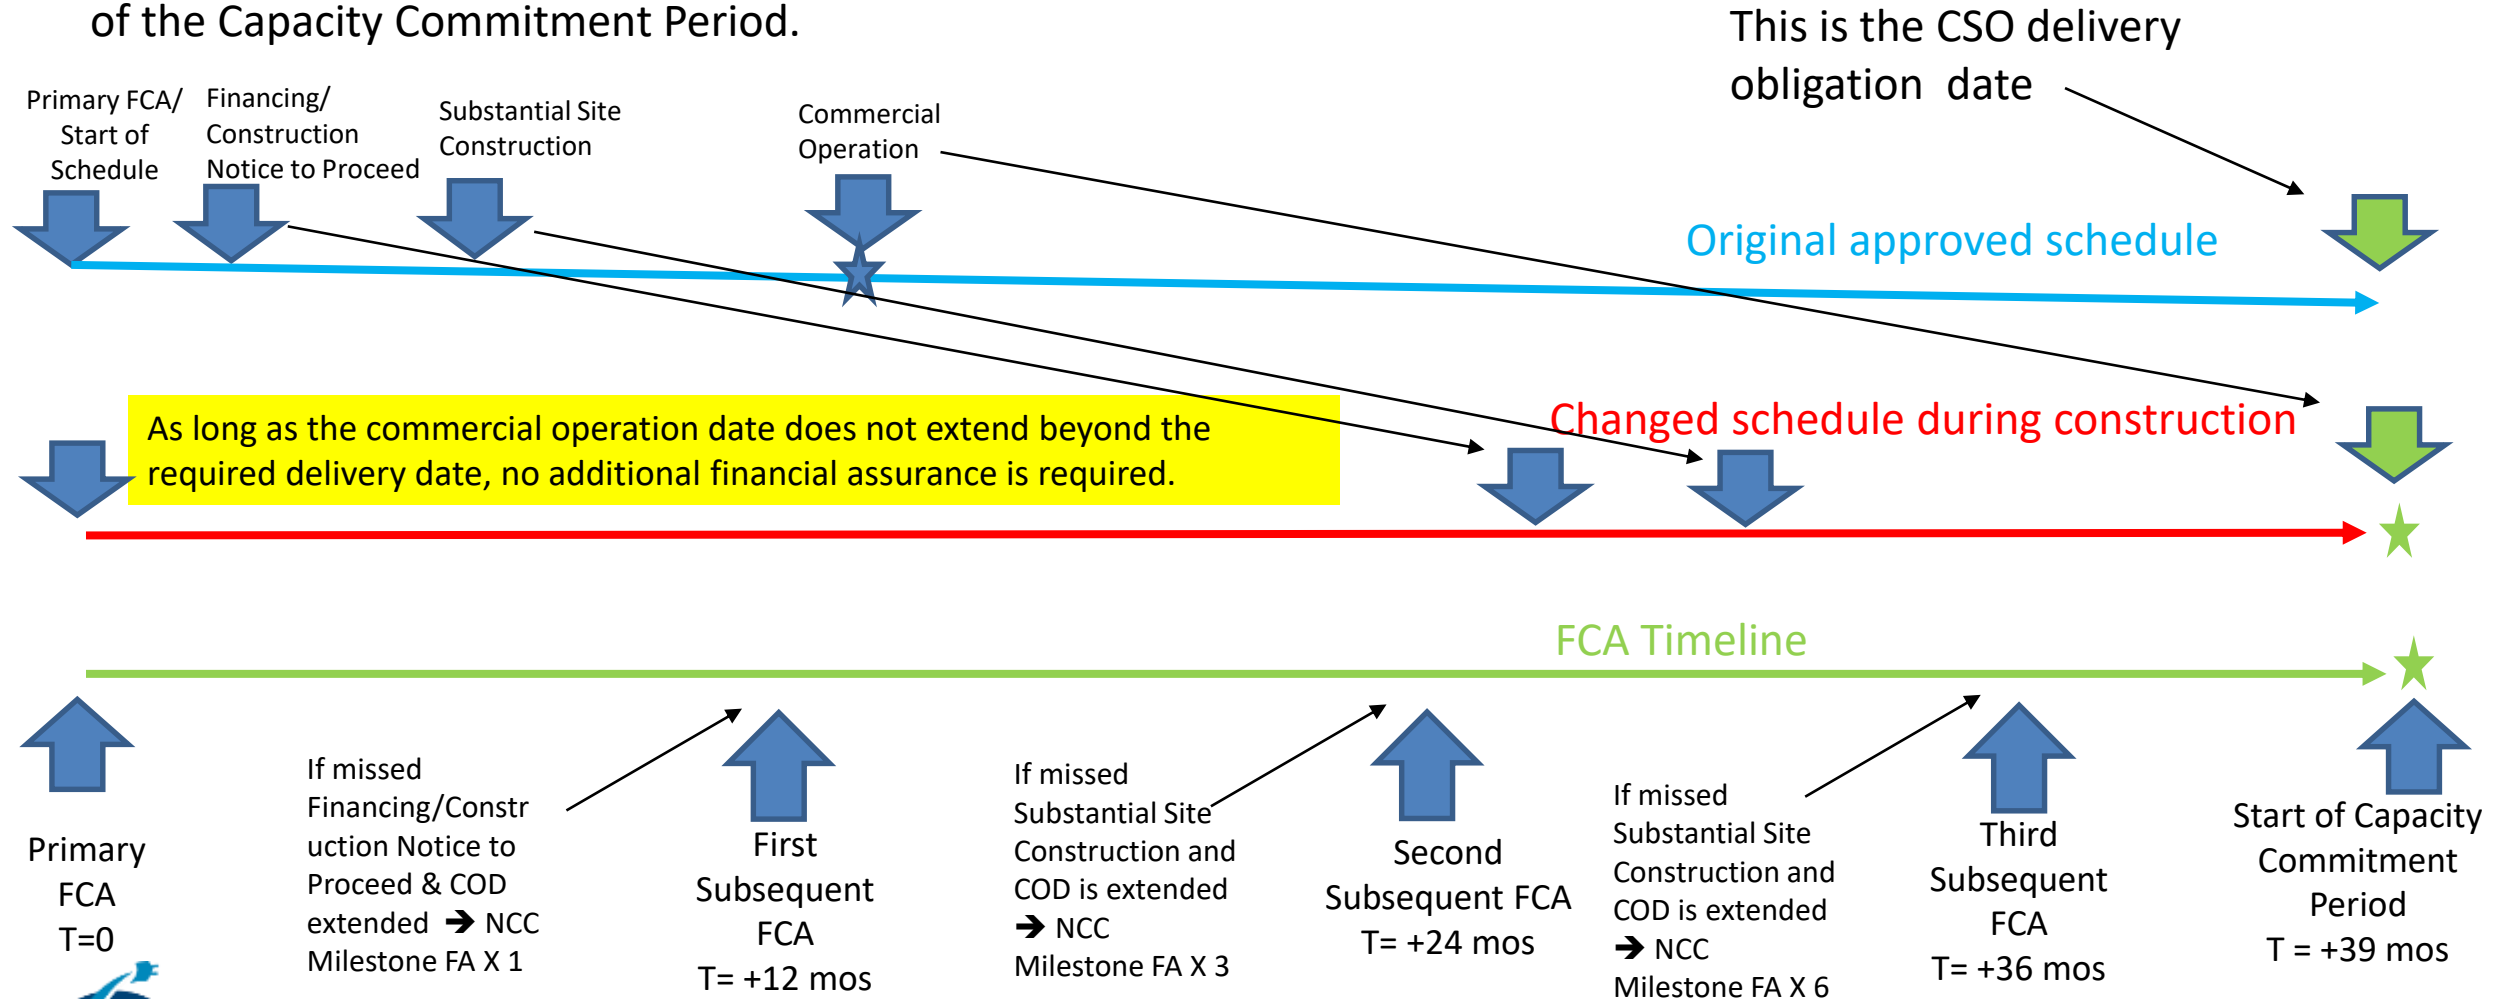 of the Capacity Commitment Period.
This is the CSO delivery
obligation date
Primary FCA/
Start of
Schedule
Financing/
Construction
Notice to Proceed
Substantial Site
Construction
Commercial
Operation
Original approved schedule
As long as the commercial operation date does not extend beyond the
required delivery date, no additional financial assurance is required.
Changed schedule during construction
FCA Timeline
Primary
FCA
T=0
If missed
Financing/Constr
uction Notice to
Proceed & COD
extended ➔ NCC
Milestone FA X 1
First
Subsequent
FCA
T= +12 mos
If missed
Substantial Site
Construction and
COD is extended
➔ NCC
Milestone FA X 3
Second
Subsequent FCA
T= +24 mos
If missed
Substantial Site
Construction and
COD is extended
➔ NCC
Milestone FA X 6
Third
Subsequent
FCA
T= +36 mos
Start of Capacity
Commitment
Period
T = +39 mos